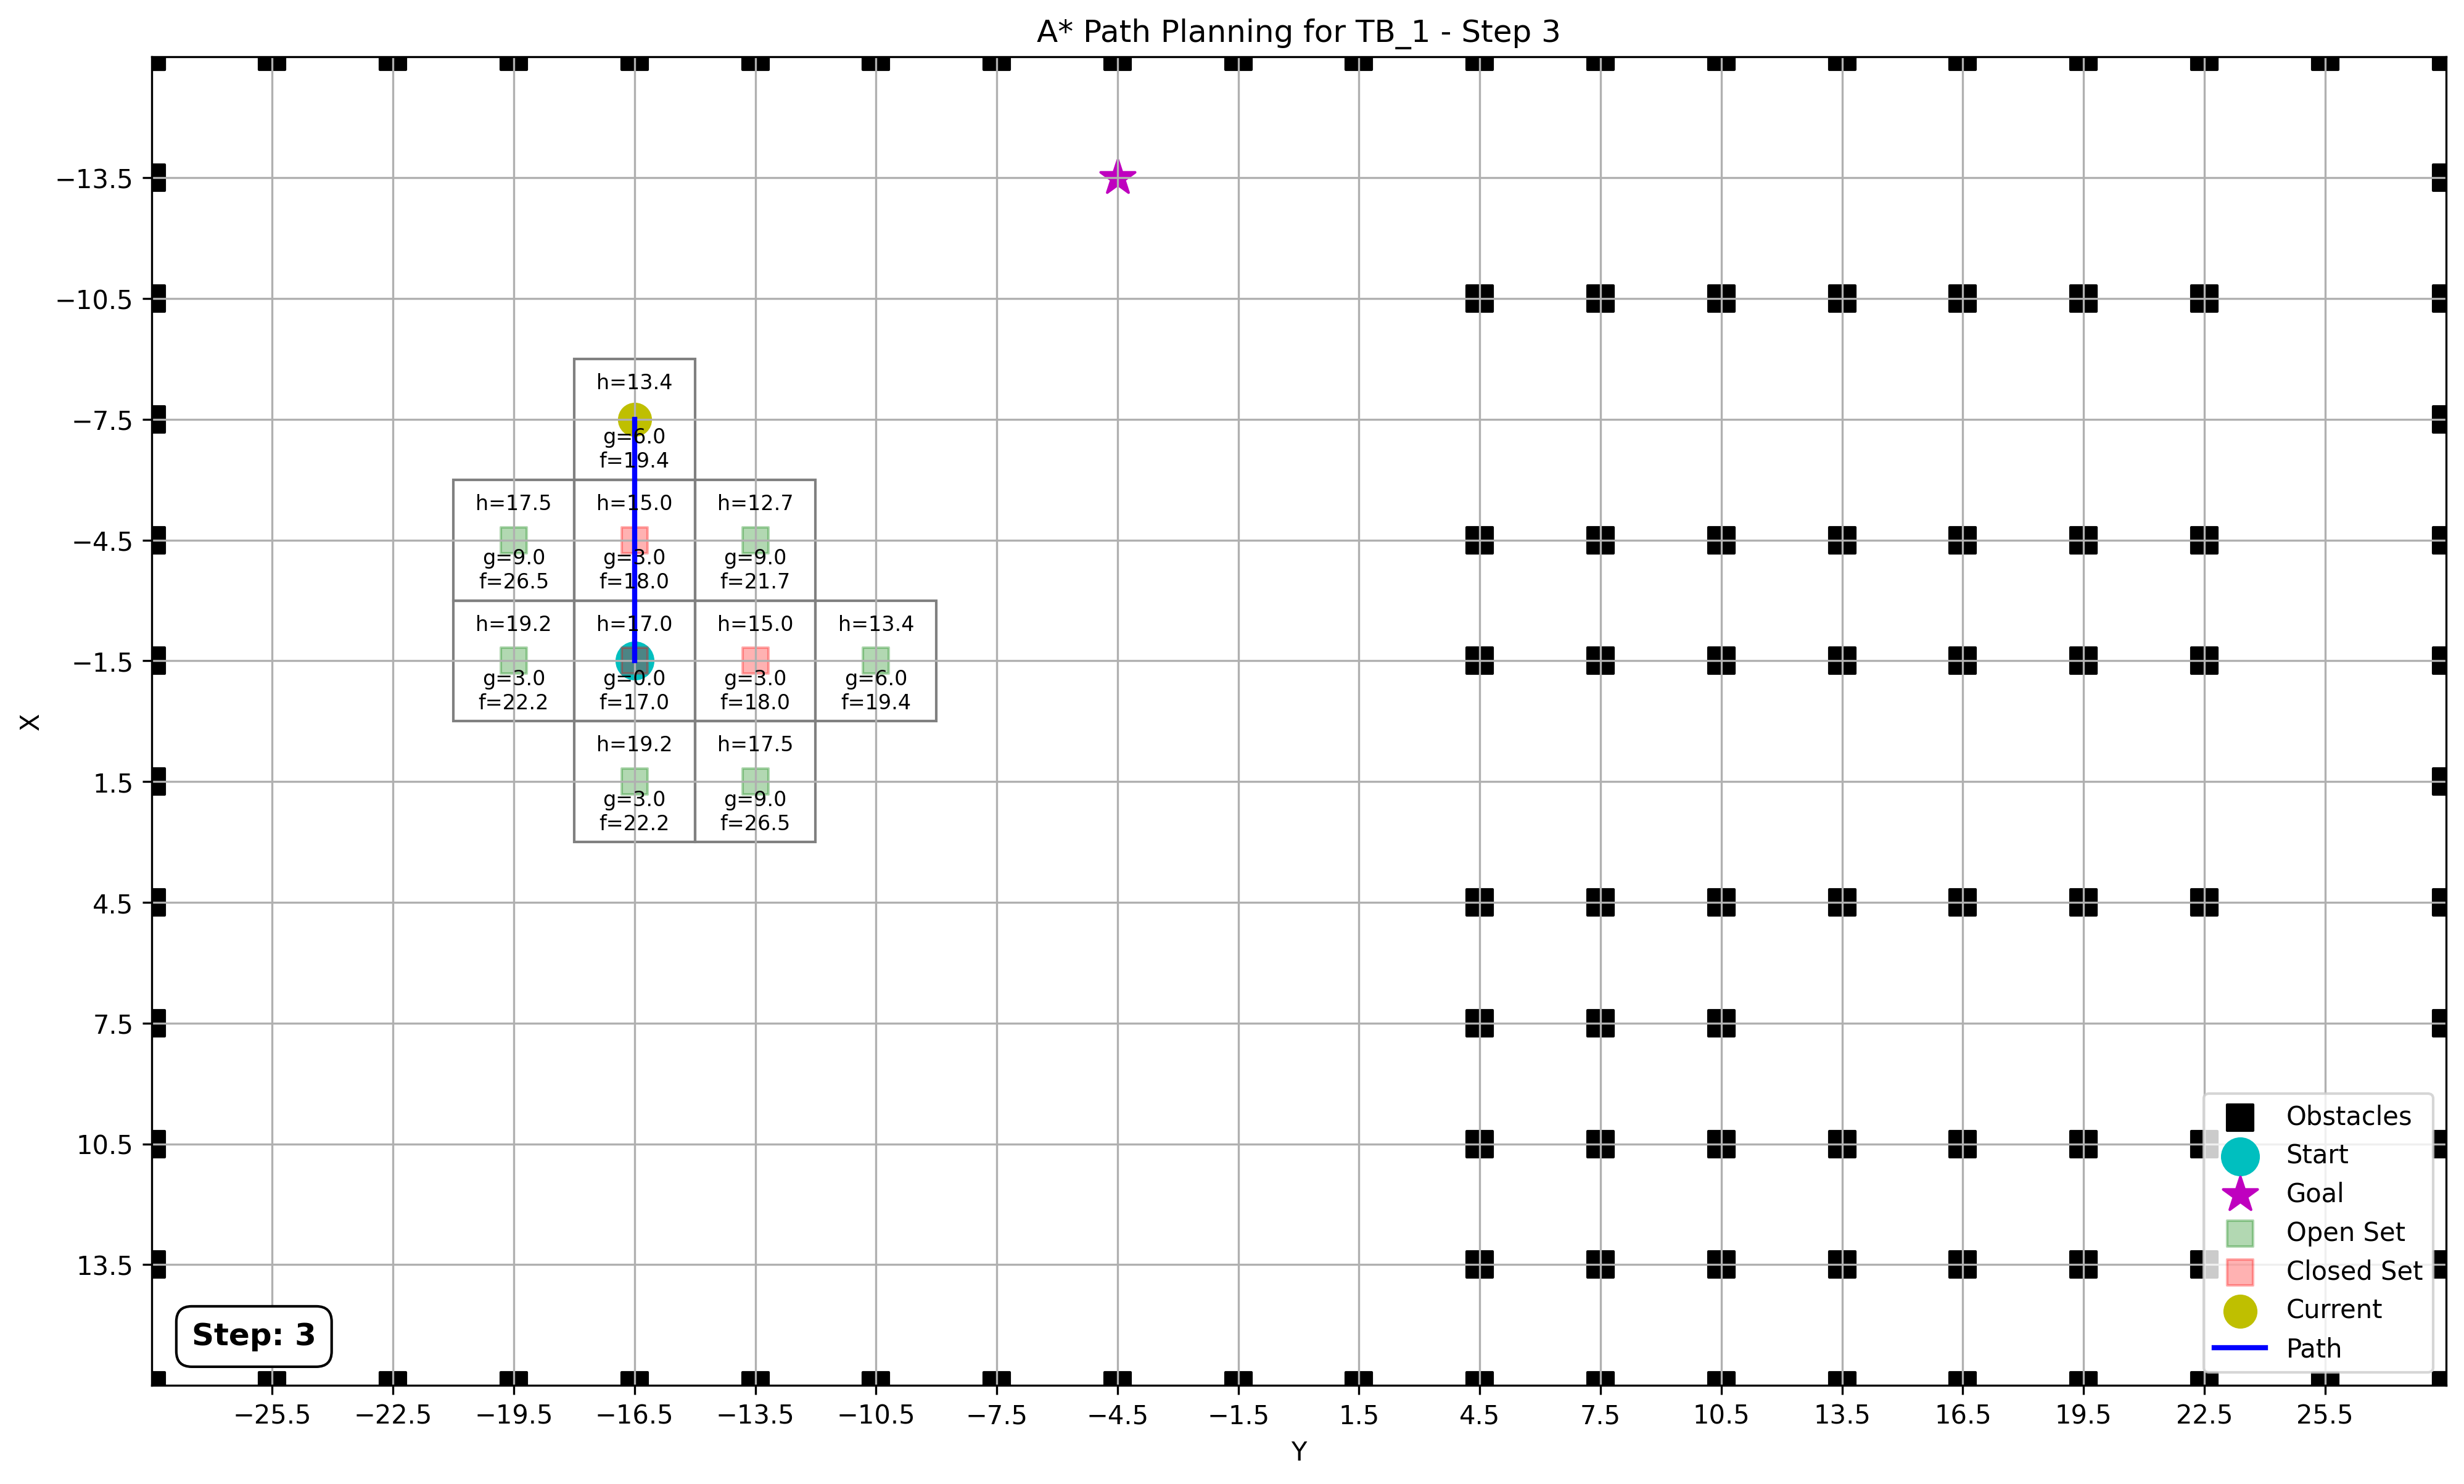 A* Path Planning for TB_1 - Step 3
X
−13.5
−10.5
−7.5
−4.5
−1.5
1.5
4.5
7.5
10.5
13.5
h=13.4
g=6.0
f=19.4
h=17.5
g=9.0
f=26.5
h=15.0
g=3.0
f=18.0
h=12.7
g=9.0
f=21.7
h=19.2
g=3.0
f=22.2
h=17.0
g=0.0
f=17.0
h=15.0
g=3.0
f=18.0
h=13.4
g=6.0
f=19.4
h=19.2
g=3.0
f=22.2
h=17.5
g=9.0
f=26.5
Step: 3
Obstacles
Start
Goal
Open Set
Closed Set
Current
Path
−25.5
−22.5
−19.5
−16.5
−13.5
−10.5
−7.5
−4.5
−1.5
1.5
4.5
7.5
10.5
13.5
16.5
19.5
22.5
25.5
Y